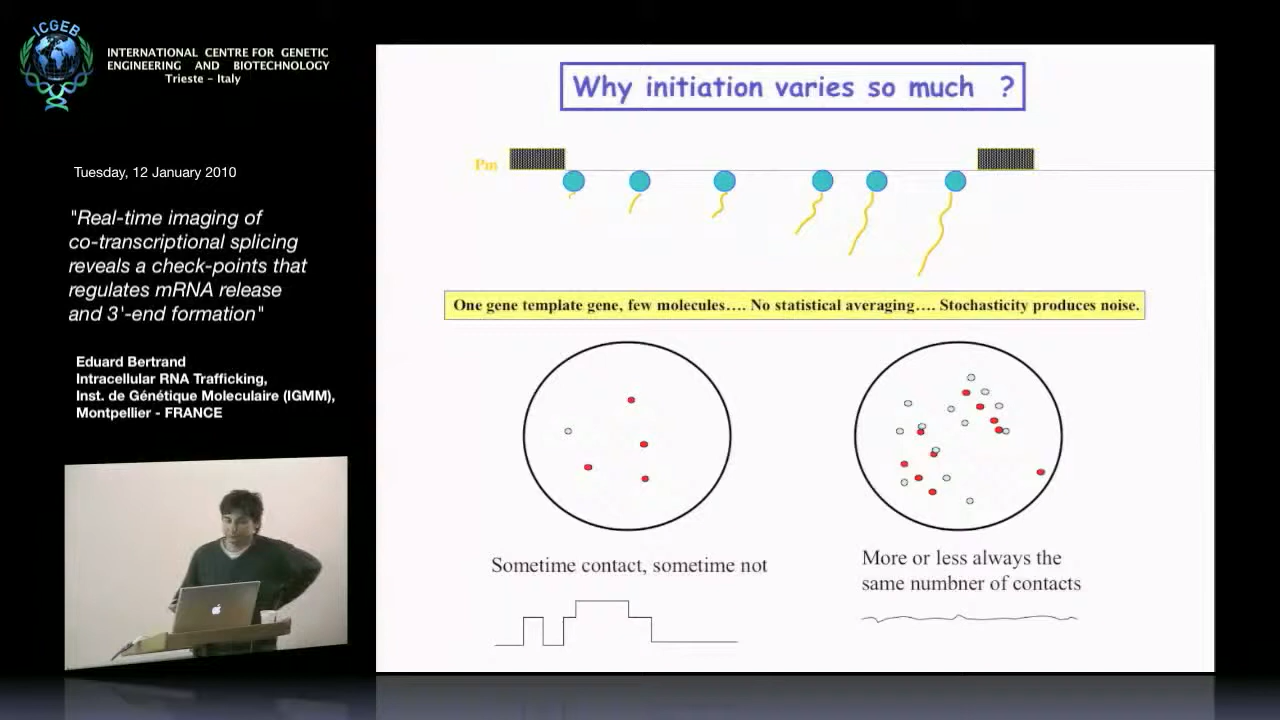 ICGEB
INTERNATIONAL CENTRE FOR GENETIC
ENGINEERING AND BIOTECHNOLOGY
Trieste - Italy
Tuesday, 12 January 2010
"Real-time imaging of
co-transcriptional splicing
reveals a check-points that
regulates mRNA release
and 3'-end formation"
Eduard Bertrand
Intracellular RNA Trafficking,
Inst. de Génétique Moleculaire (IGMM),
Montpellier - FRANCE
Why initiation varies so much ?
Pm
One gene template gene, few molecules…. No statistical averaging…. Stochasticity produces noise.
Sometime contact, sometime not
More or less always the
same numbner of contacts